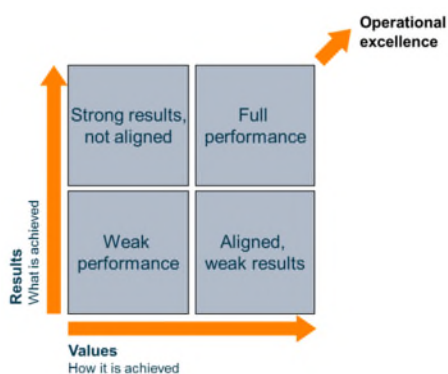 Operational
excellence
Strong results,
not aligned
Full
performance
Weak
performance
Aligned,
weak results
Results
What is achieved
Values
How it is achieved